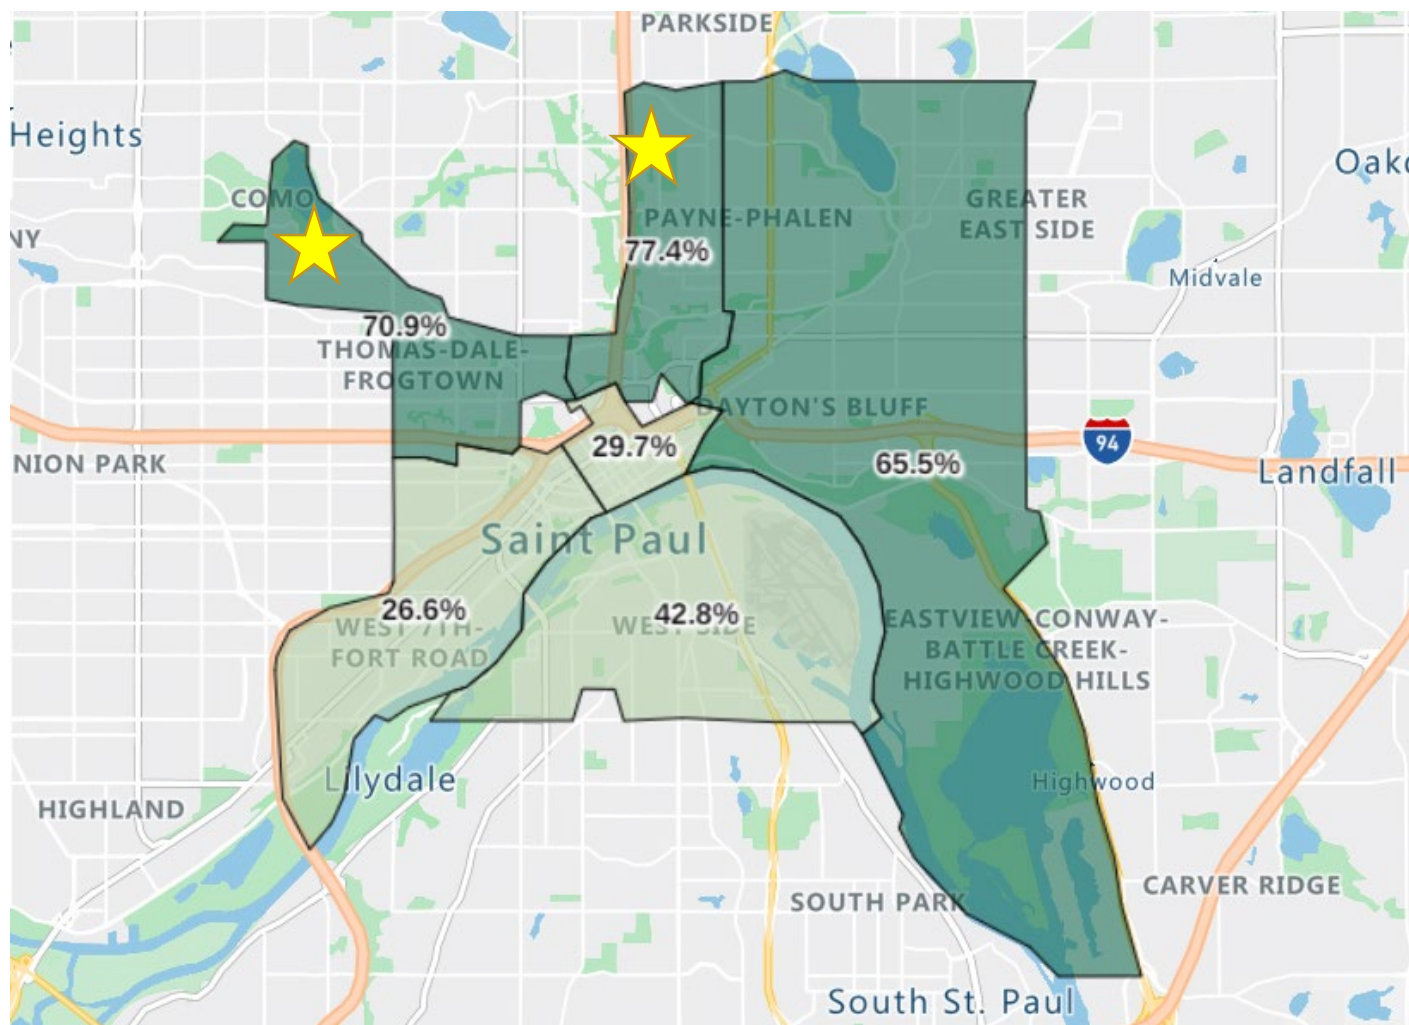 PARKSIDE
Heights
Oako
COMO
GREATER
EAST SIDE
PAYNE-PHALEN
NY
77.4%
Midvale
70.9%
THOMAS-DALE-
FROGTOWN
DAYTON'S BLUFF
29.7%
94
NION PARK
65.5%
Landfall
Saint Paul
26.6%
42.8%
WEST SIDE
WEST 7TH-
FORT ROAD
EASTVIEW-CONWAY-
BATTLE CREEK-
HIGHWOOD HILLS
Lilydale
Highwood
HIGHLAND
CARVER RIDGE
SOUTH PARK
South St. Paul